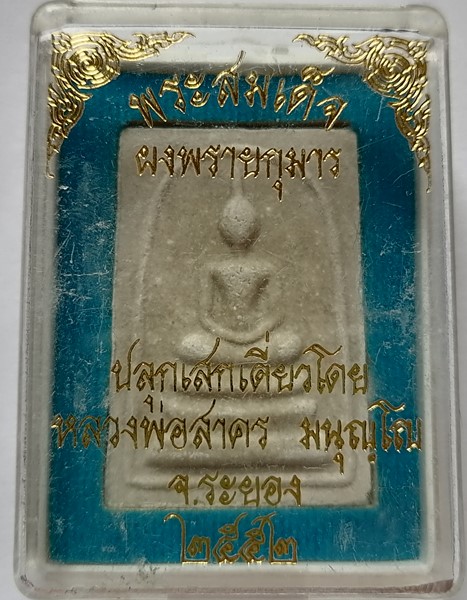 พระสมเด็จ
ผงพรายกุมาร
ปลุกเสกเดี่ยวโดย
หลวงพ่อสาคร มนุญโญ
จ.ระยอง
๒๕๕๒